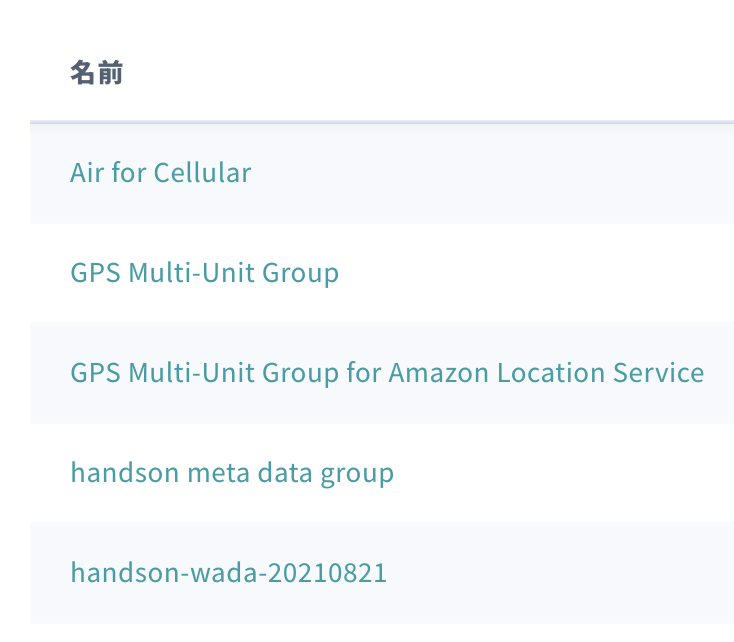 名前
Air for Cellular
GPS Multi-Unit Group
GPS Multi-Unit Group for Amazon Location Service
handson meta data group
handson-wada-20210821